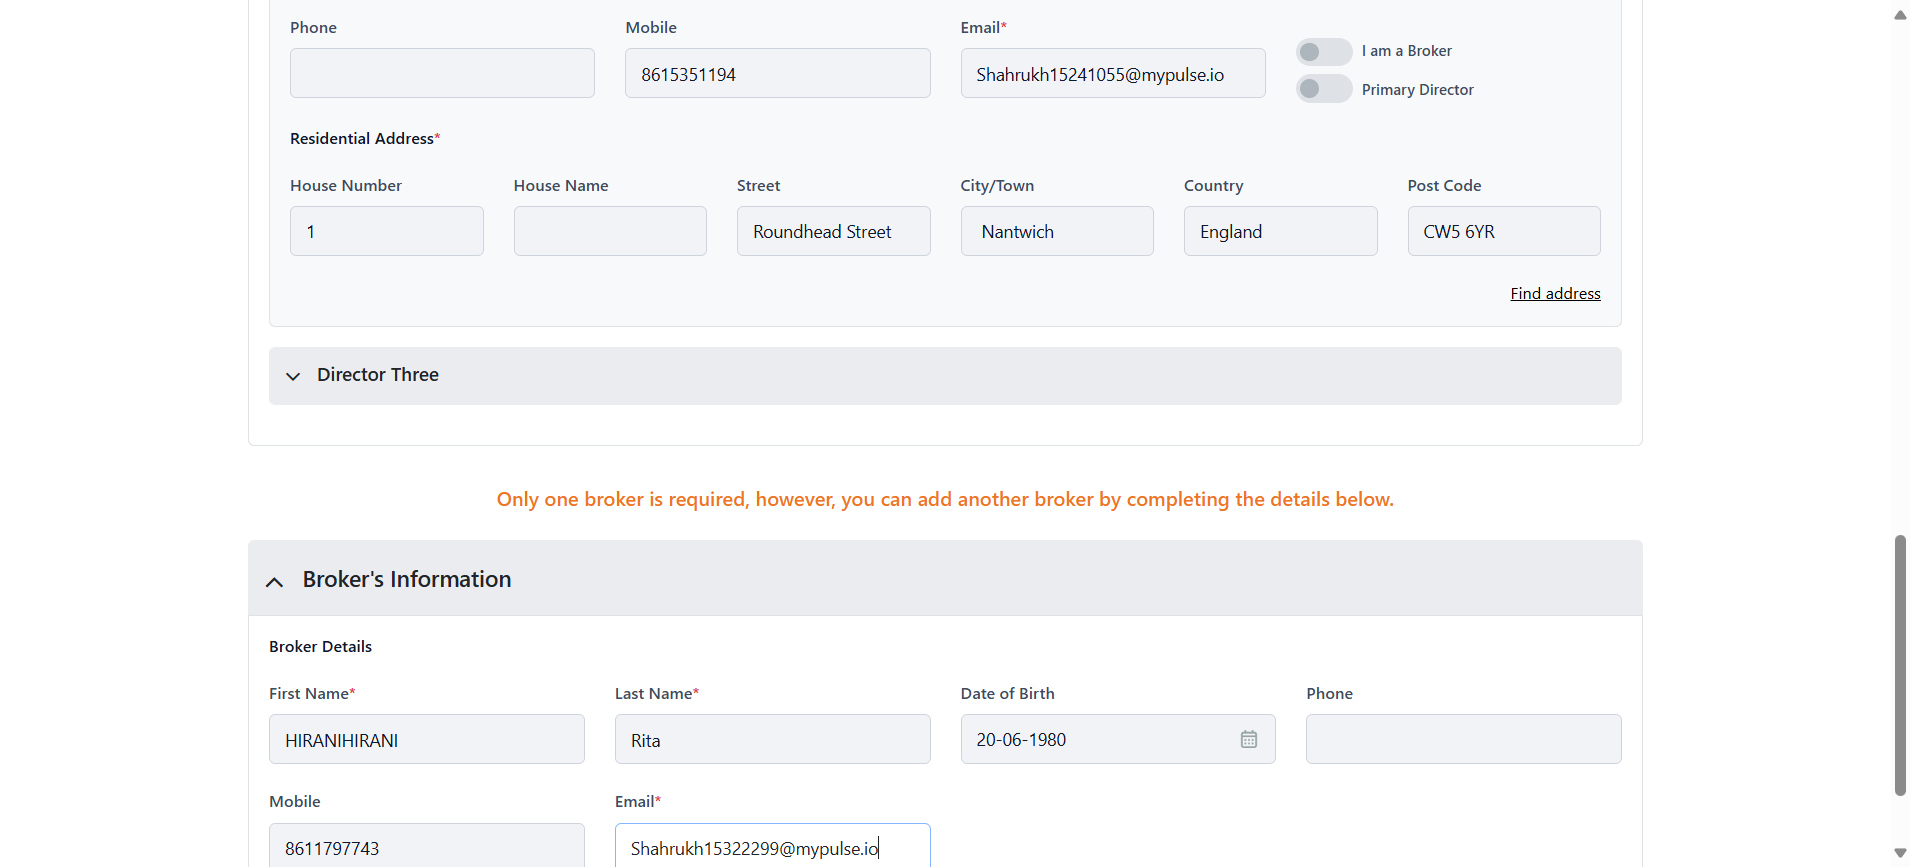 Phone Mobile Email*
I am a Broker
8615351194 Shahrukh15241055@mypulse.io
Primary Director
Residential Address*
House Number House Name Street City/Town Country Post Code
1 Roundhead Street Nantwich England CW5 6YR
Find address
Director Three
Only one broker is required, however, you can add another broker by completing the details below.
Broker's Information
Broker Details
First Name* Last Name* Date of Birth Phone
HIRANIHIRANI Rita 20-06-1980
Mobile Email*
8611797743 Shahrukh15322299@mypulse.io